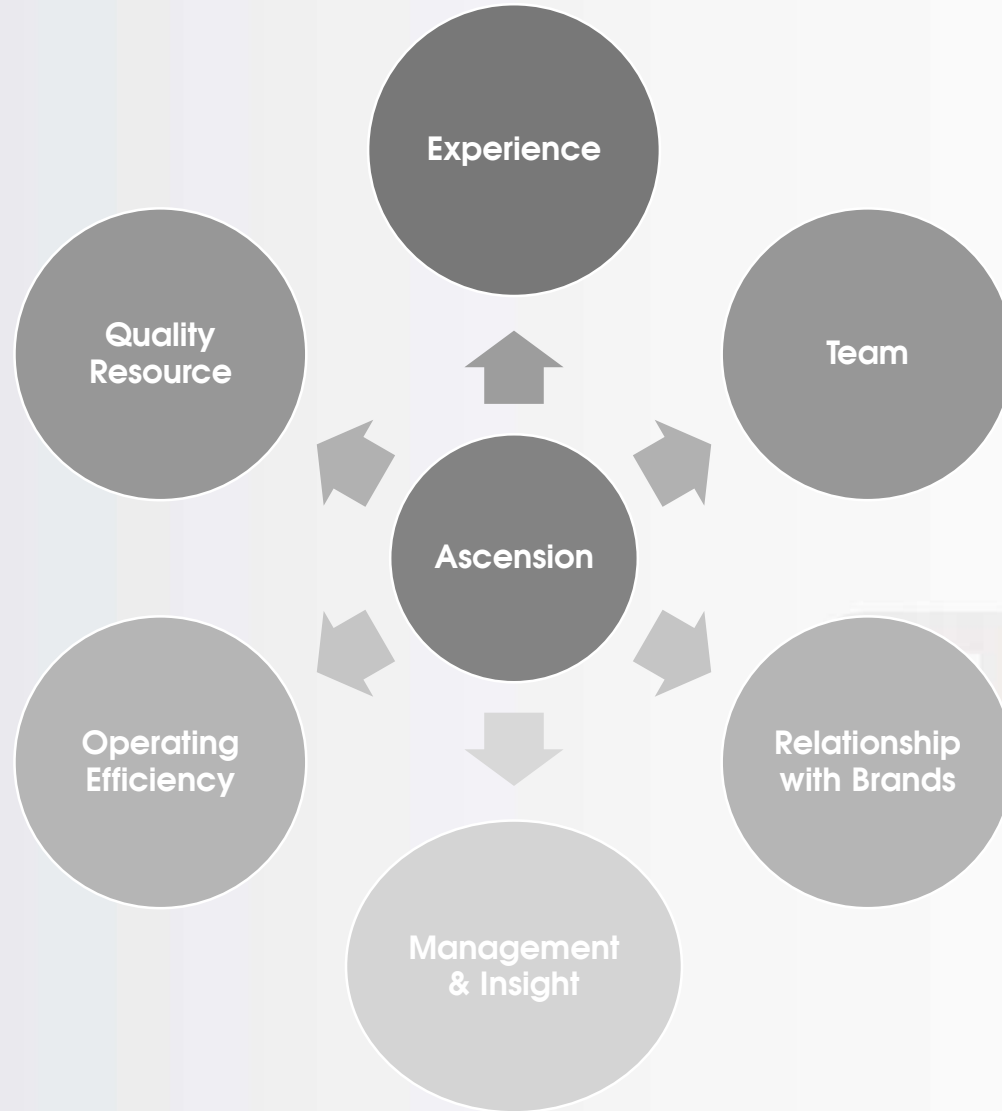 Experience
Quality
Resource
Team
Ascension
Operating
Efficiency
Relationship
with Brands
Management
& Insight